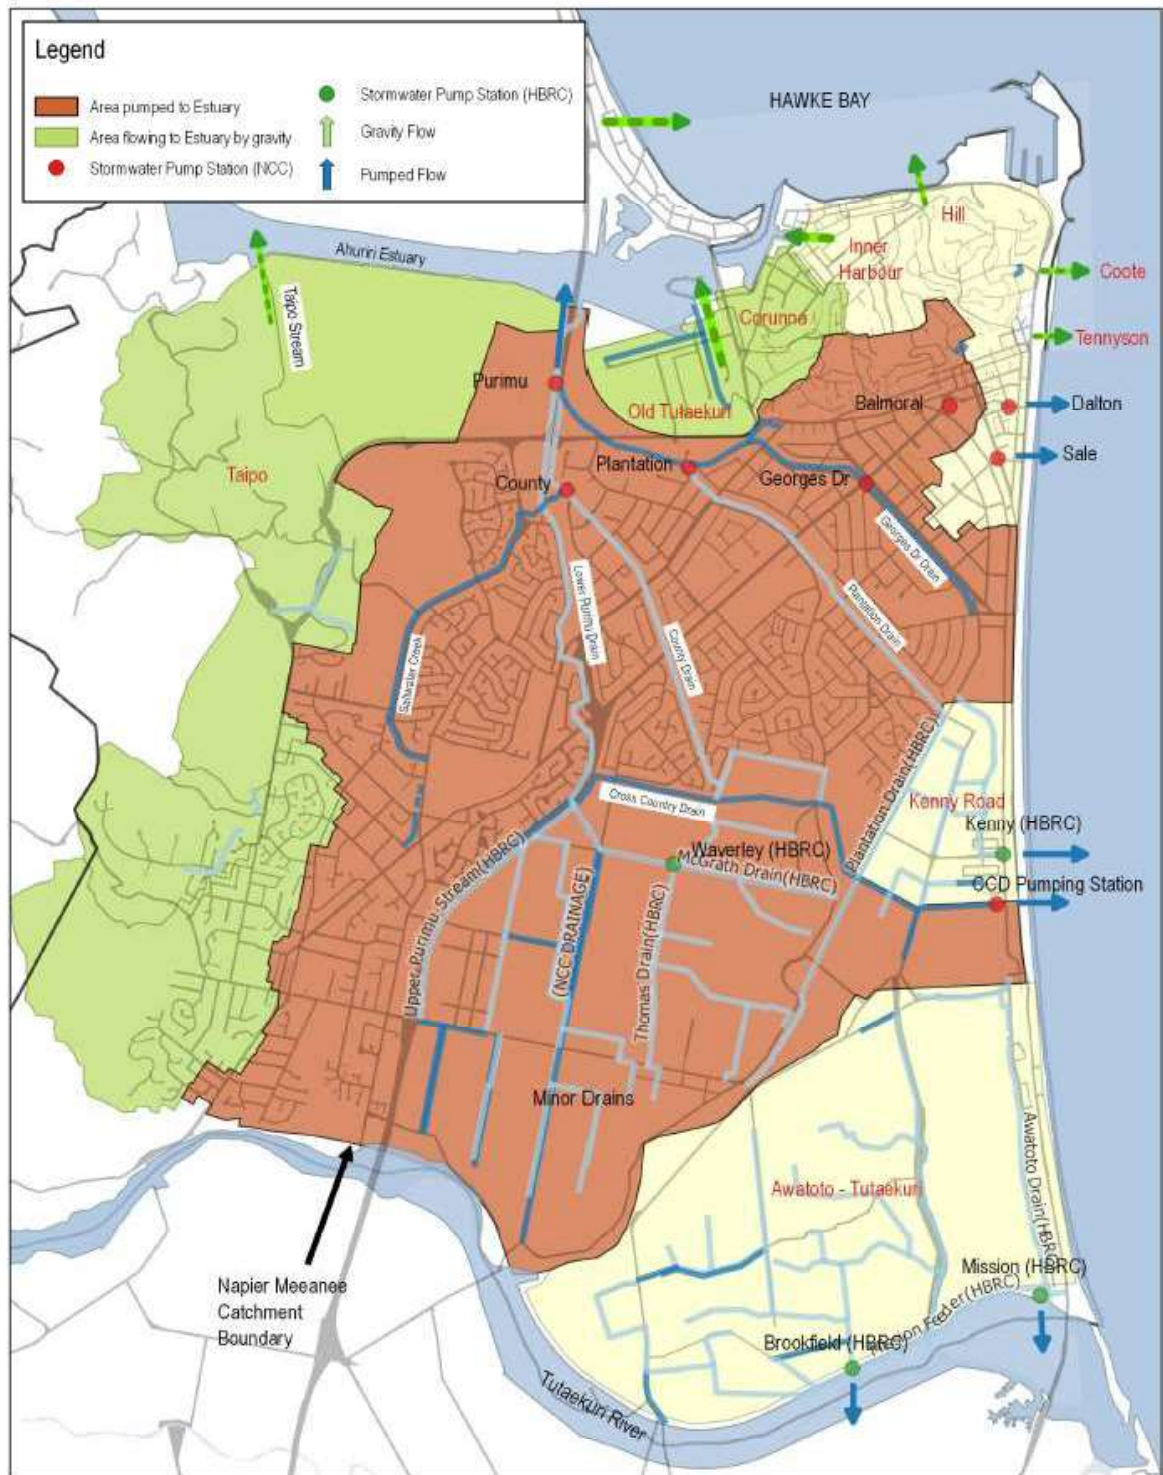 Legend
Area pumped to Estuary
Area flowing to Estuary by gravity
Stormwater Pump Station (NCC)
Stormwater Pump Station (HBRC)
Gravity Flow
Pumped Flow
HAWKE BAY
Hill
Inner
Harbour
Coote
Tennyson
Ahuriri Estuary
Taipo Stream
Corunna
Purimu
Old Tutaekuri
Balmoral
Dalton
Sale
Taipo
Plantation
County
Georges Dr
Georges Dr Drain
Lower Purimu Drain
Plantation Drain
County Drain
Saltwater Creek
Plantation Drain(HBRC)
Kenny Road
Kenny (HBRC)
Cross Country Drain
Waverley (HBRC)
McGrath Drain(HBRC)
CCD Pumping Station
Upper Purimu Stream(HBRC)
(NCC DRAINAGE)
Thomas Drain(HBRC)
Minor Drains
Awatoto - Tutaekuri
Awatoto Drain(HBRC)
Napier Meeanee
Catchment
Boundary
Mission (HBRC)
Brookfield (HBRC)
Feeder(HBRC)
Tutaekuri River